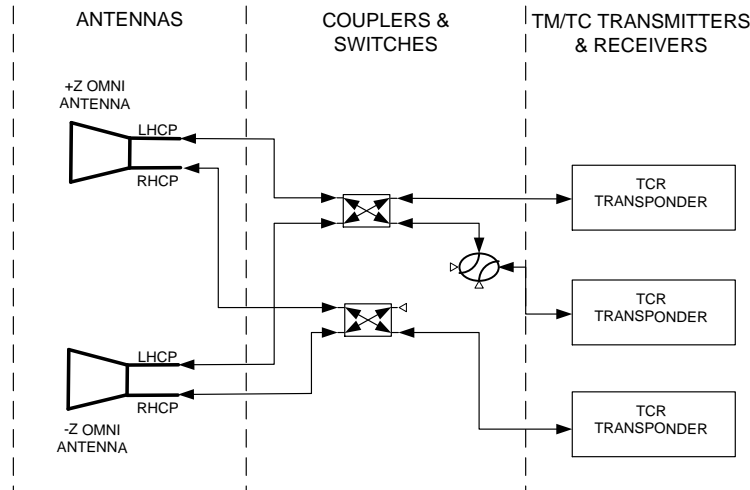 ANTENNAS
COUPLERS &
SWITCHES
TM/TC TRANSMITTERS
& RECEIVERS
+Z OMNI
ANTENNA
LHCP
RHCP
TCR
TRANSPONDER
TCR
TRANSPONDER
LHCP
RHCP
-Z OMNI
ANTENNA
TCR
TRANSPONDER